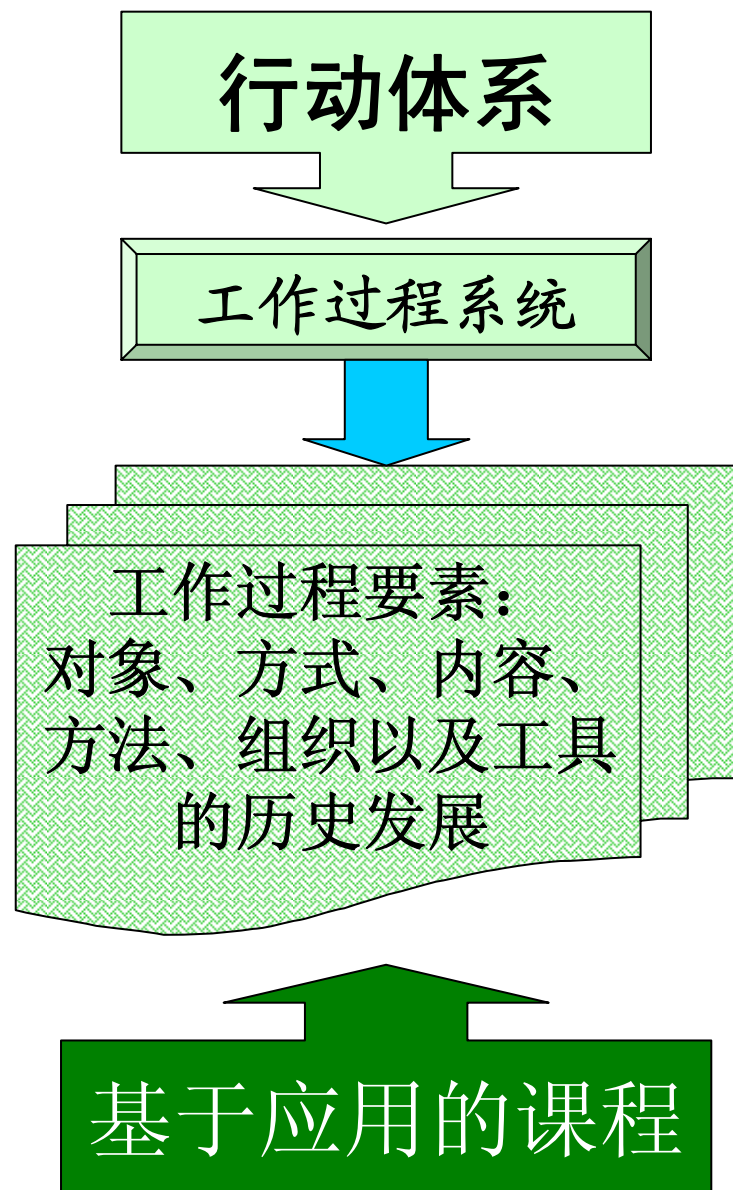 行动体系
工作过程系统
工作过程要素：
对象、方式、内容、
方法、组织以及工具
的历史发展
基于应用的课程